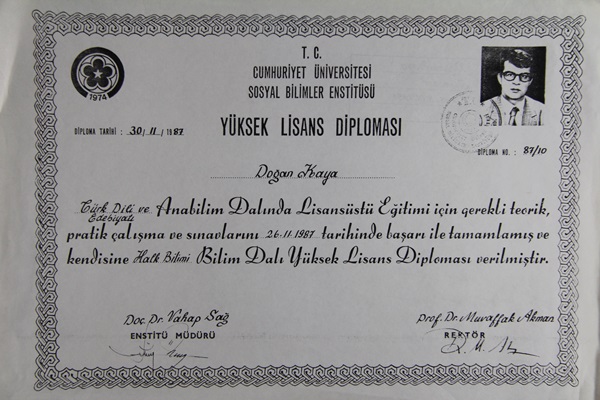 1974
T. C.
CUMHURİYET ÜNİVERSİTESİ
SOSYAL BİLİMLER ENSTİTÜSÜ
DİPLOMA TARİHİ : 30/11/1987
YÜKSEK LİSANS DİPLOMASI
DİPLOMA NO. : 87/10
Doğan Kaya
Türk Dili ve Edebiyatı Anabilim Dalında Lisansüstü Eğitimi için gerekli teorik,
pratik çalışma ve sınavlarını 26.11.1987 tarihinde başarı ile tamamlamış ve
kendisine Halk Bilimi Bilim Dalı Yüksek Lisans Diploması verilmiştir.
Doç. Dr. Vahap Sağ
ENSTİTÜ MÜDÜRÜ
Prof. Dr. Muvaffak Akman
REKTÖR